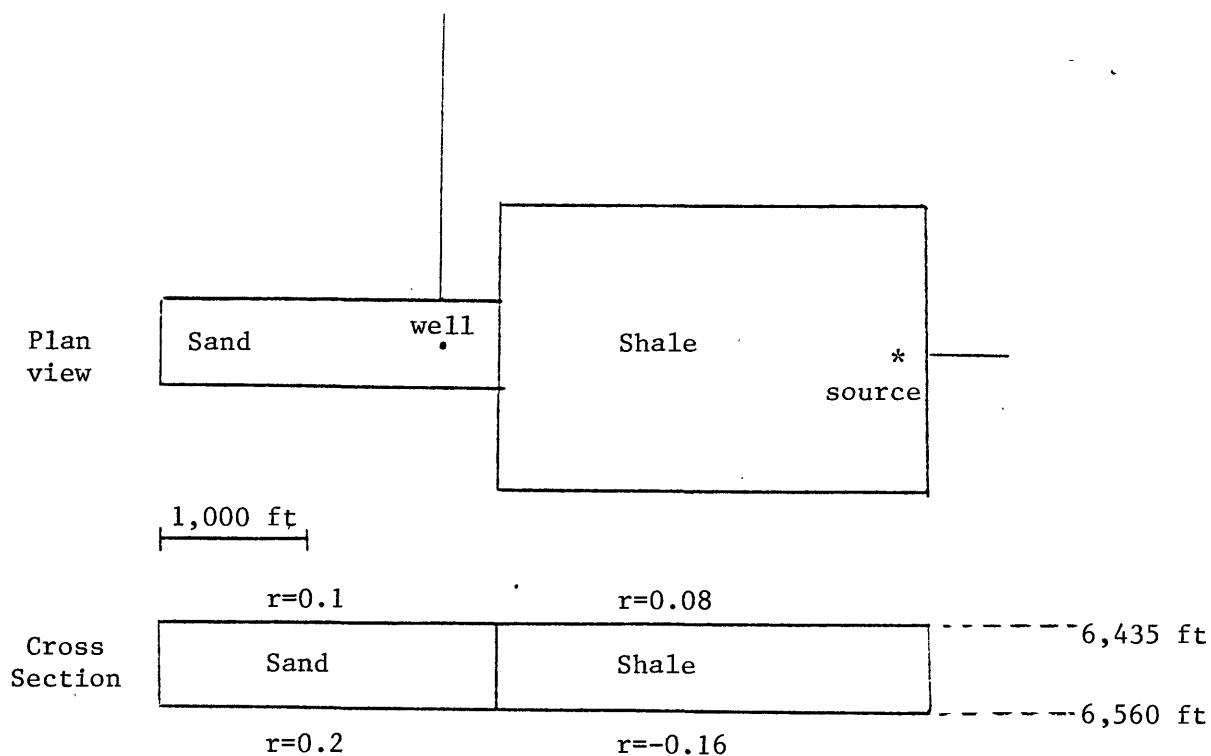 Plan
view
Sand
well
Shale
*
source
1,000 ft
r=0.1
r=0.08
Cross
Section
Sand
Shale
6,435 ft
6,560 ft
r=0.2
r=-0.16